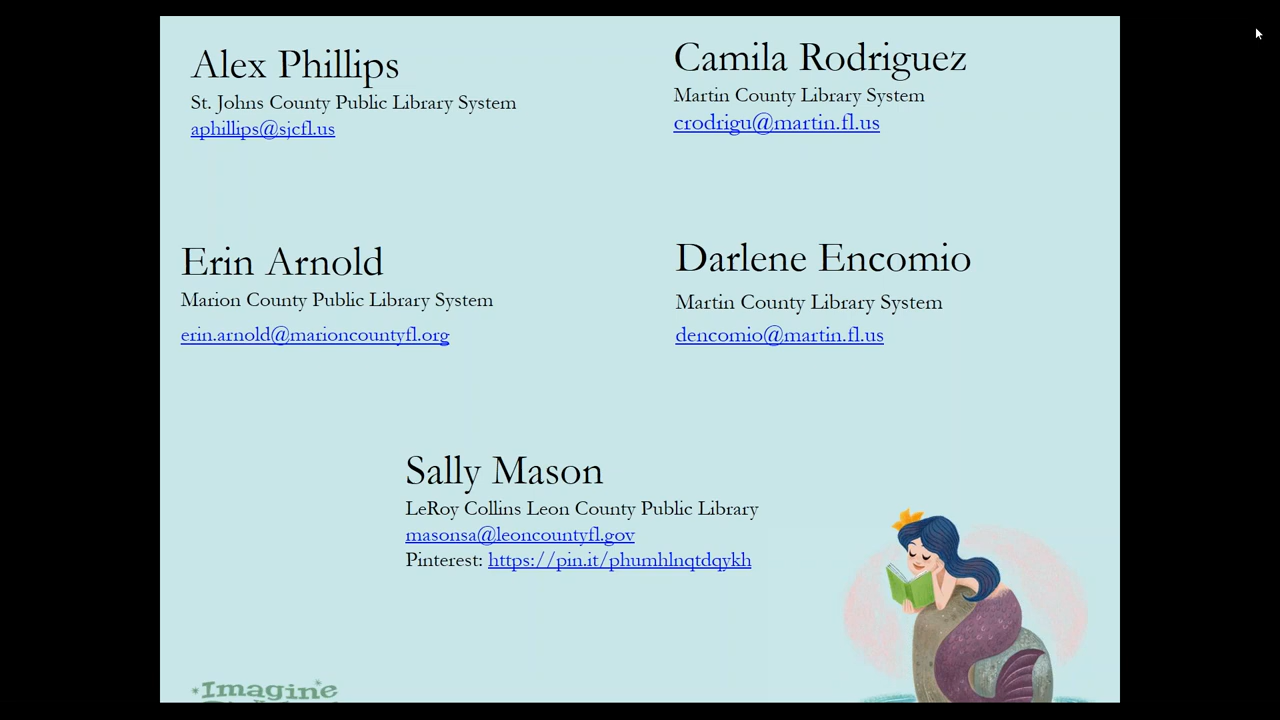 Alex Phillips
St. Johns County Public Library System
aphillips@sjcfl.us
Camila Rodriguez
Martin County Library System
crodrigu@martin.fl.us
Erin Arnold
Marion County Public Library System
erin.arnold@marioncountyfl.org
Darlene Encomio
Martin County Library System
dencomio@martin.fl.us
Sally Mason
LeRoy Collins Leon County Public Library
masonsa@leoncountyfl.gov
Pinterest: https://pin.it/phumhlnqtdqykh
Imagine